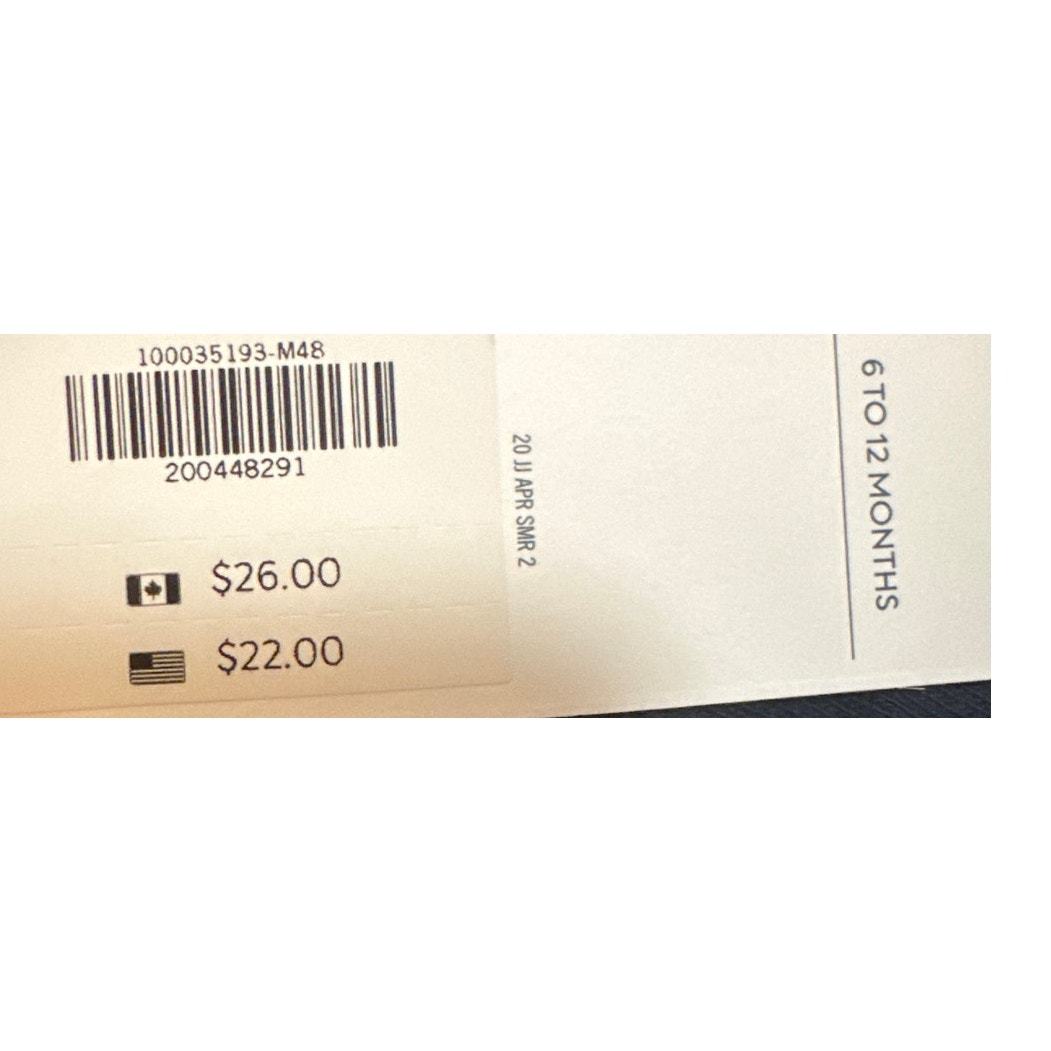 100035193-M48
200448291
$26.00
$22.00
20 JJ APR SMR 2
6 TO 12 MONTHS